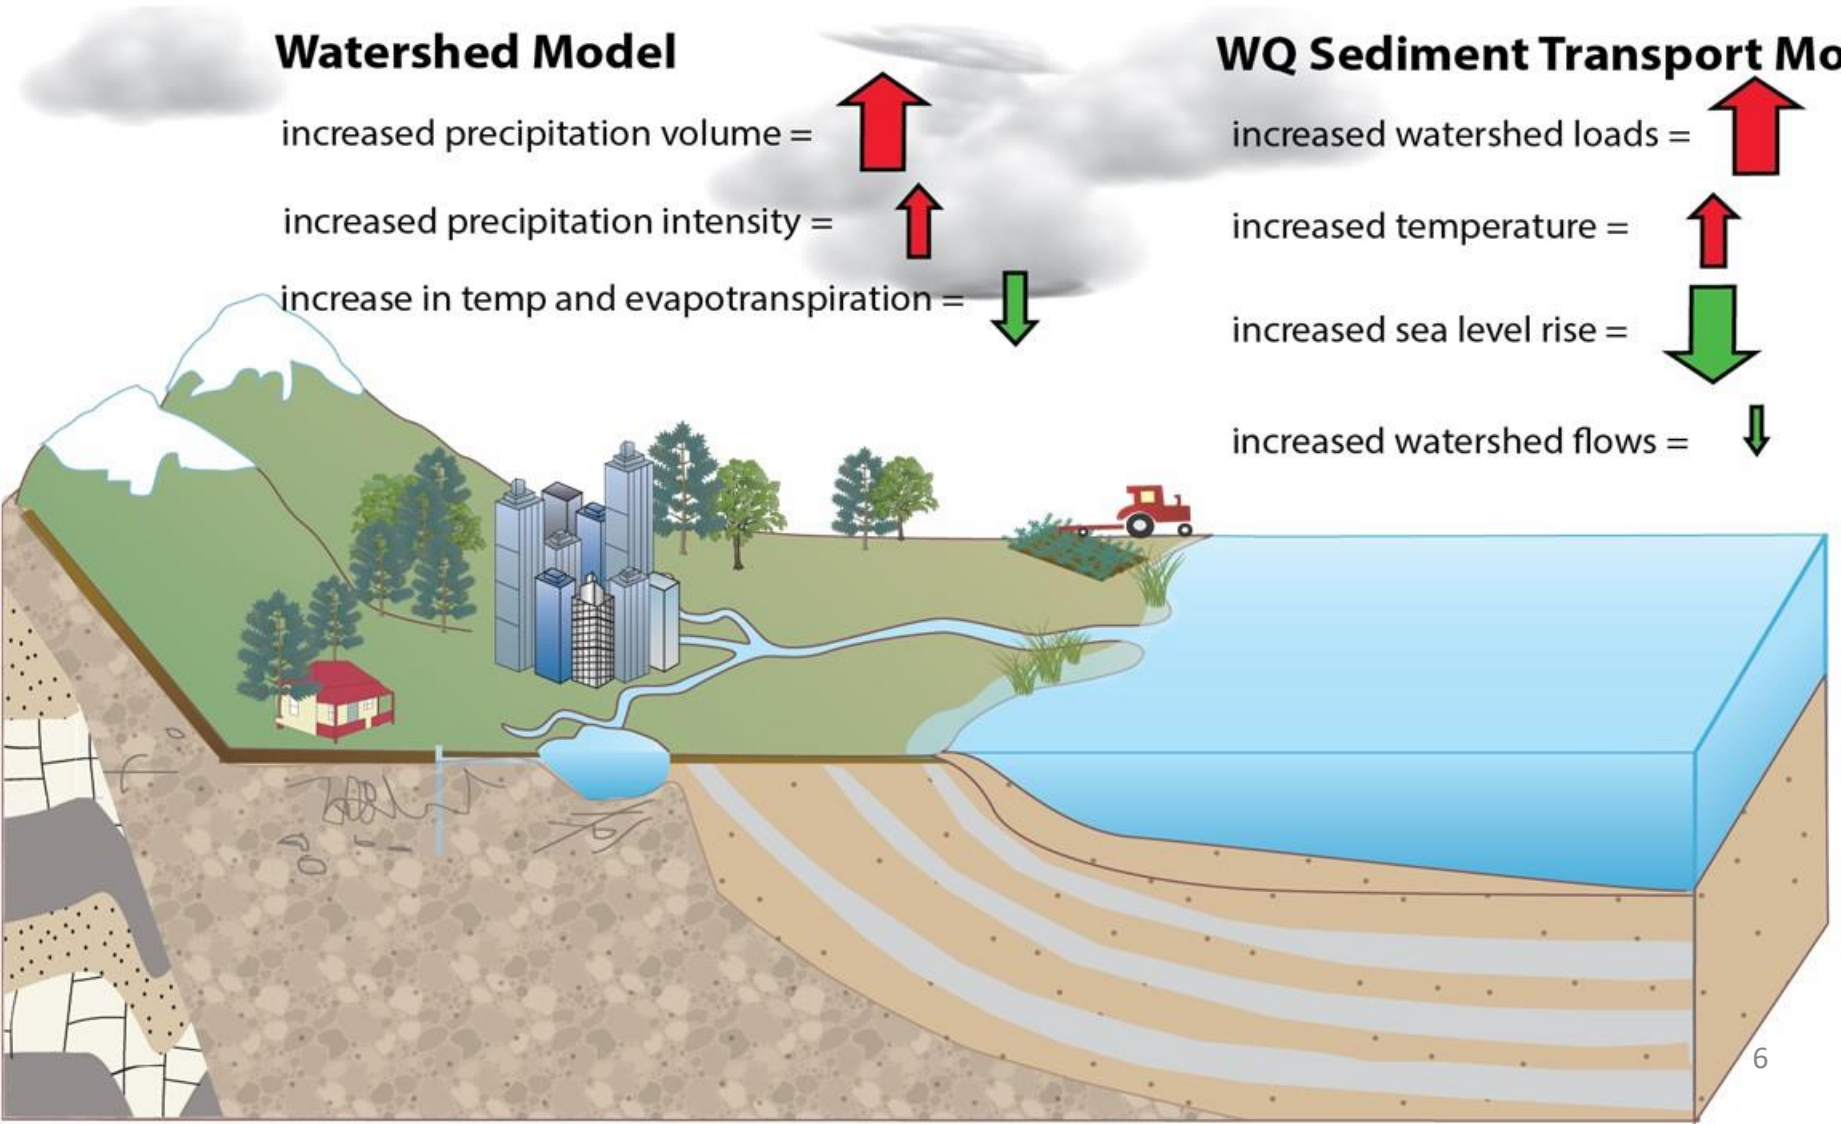 Watershed Model
increased precipitation volume =
increased precipitation intensity =
increase in temp and evapotranspiration =
WQ Sediment Transport Mo
increased watershed loads =
increased temperature =
increased sea level rise =
increased watershed flows =
6